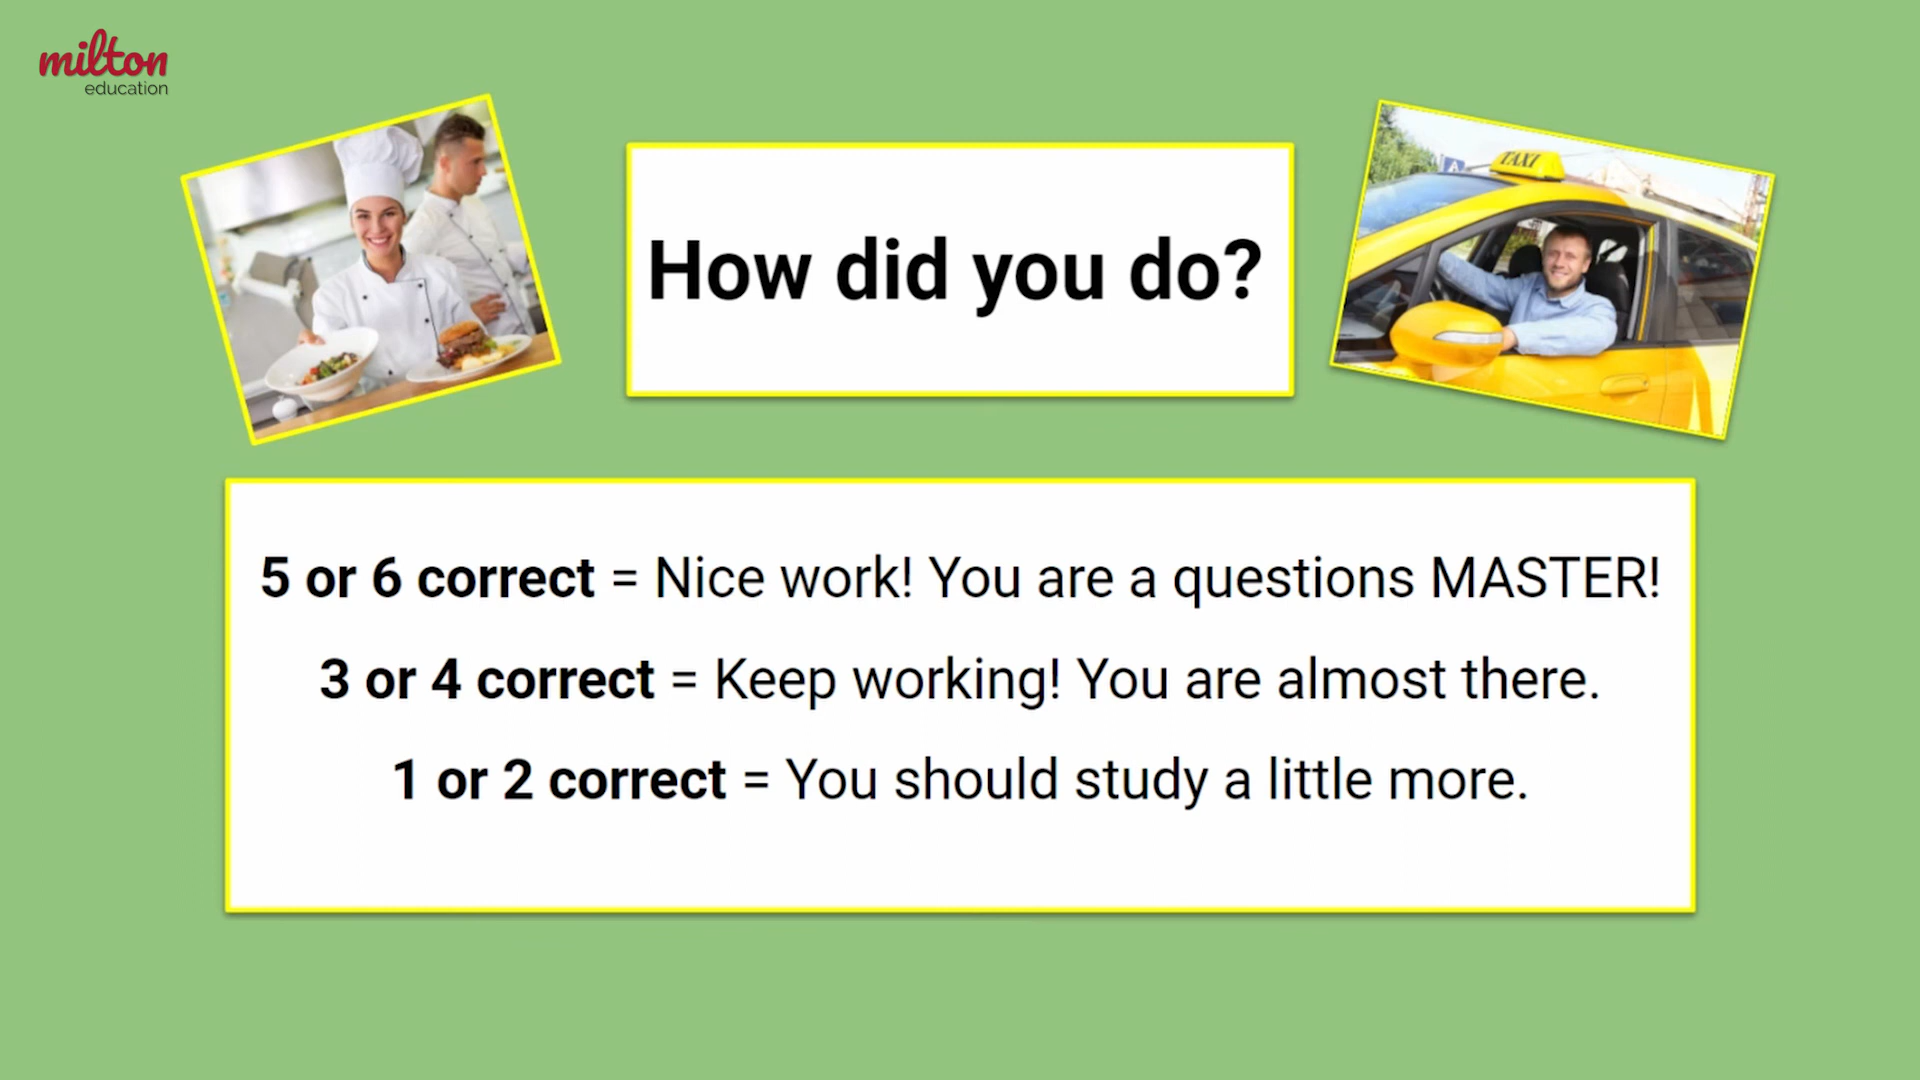 milton
education
TAXI
How did you do?
5 or 6 correct = Nice work! You are a questions MASTER!
3 or 4 correct = Keep working! You are almost there.
1 or 2 correct = You should study a little more.